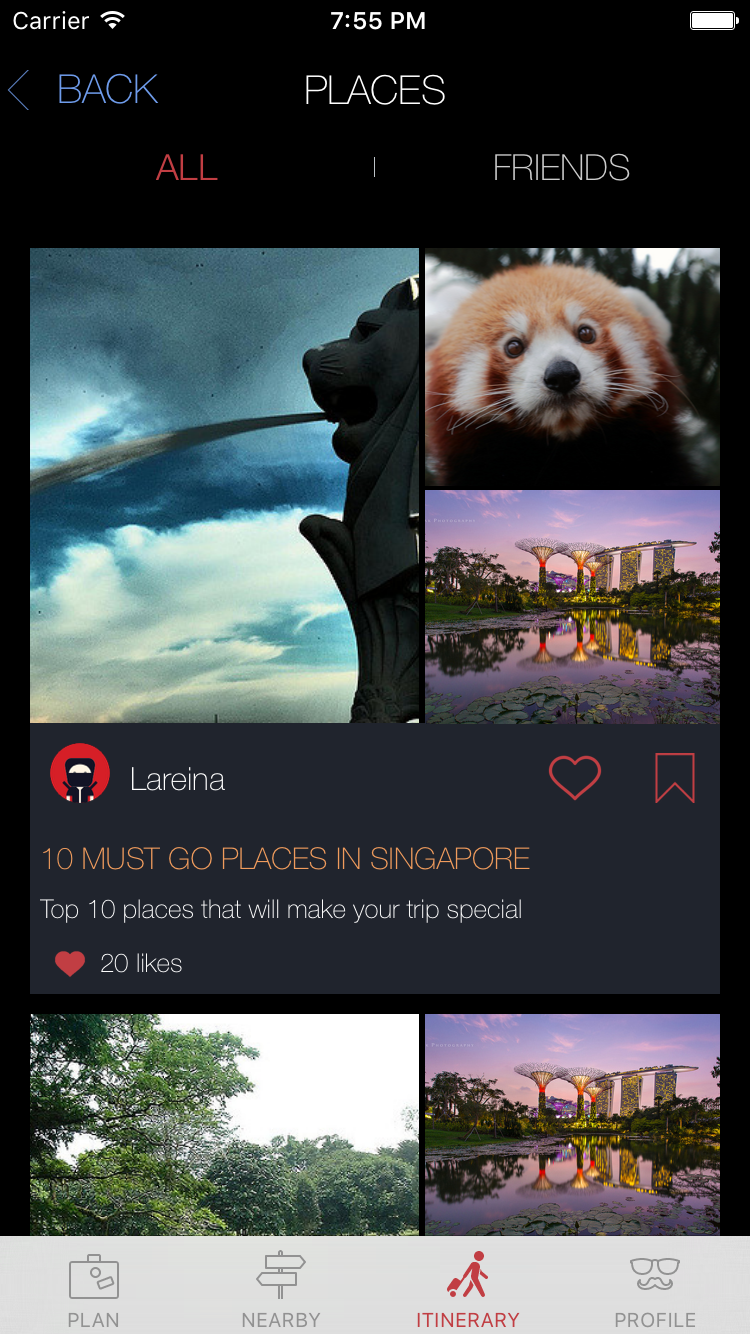 Carrier 7:55 PM
BACK PLACES
ALL | FRIENDS
Lareina
10 MUST GO PLACES IN SINGAPORE
Top 10 places that will make your trip special
20 likes
PLAN NEARBY ITINERARY PROFILE